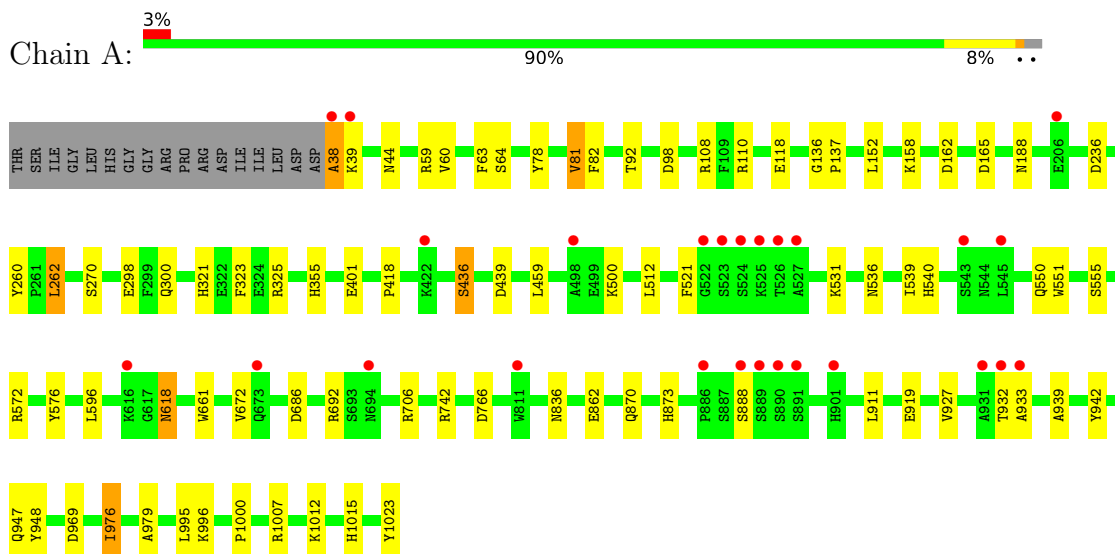 3%
Chain A:
90% 8% • •
THR SER ILE GLY LEU HIS GLY GLY ARG PRO ARG ASP ILE ILE LEU ASP ASP A38 K39 N44 R59 V60 F63 S64 Y78 V81 F82 T92 D98 R108 F109 R110 E118 G136 P137 L152 K158 D162 D165 N188 E206 D236
Y260 P261 L262 S270 E298 F299 Q300 H321 E322 F323 E324 R325 H355 E401 P418 K422 S436 D439 L459 A498 E499 K500 L512 F521 G522 S523 S524 K525 T526 A527 K531 N536 I539 H540 S543 N544 L545 Q550 W551 S555
R572 Y576 L596 K616 G617 N618 W661 V672 Q673 D686 R692 S693 N694 R706 R742 D766 W811 N836 E862 Q870 H873 P886 S887 S888 S889 S890 S891 H901 L911 E919 V927 A931 T932 A933 A939 Y942
Q947 Y948 D969 I976 A979 L995 K996 P1000 R1007 K1012 H1015 Y1023